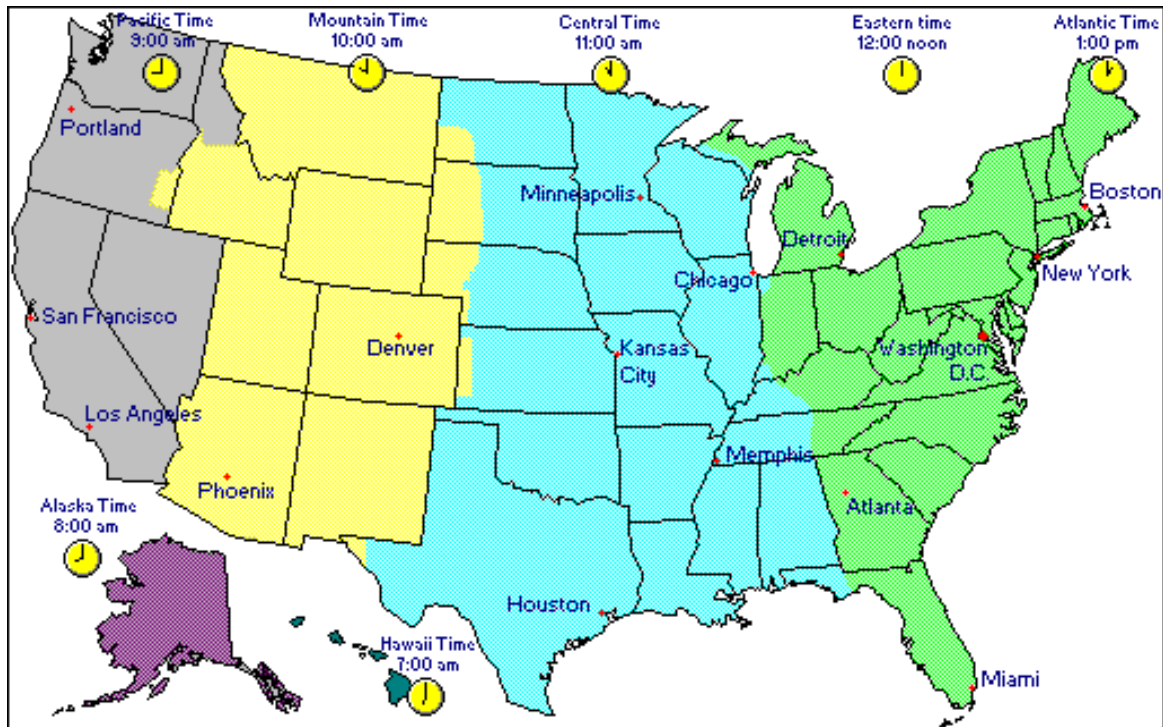 Pacific Time
9:00 am
Mountain Time
10:00 am
Central Time
11:00 am
Eastern time
12:00 noon
Atlantic Time
1:00 pm
Portland
Minneapolis
Boston
Detroit
Chicago
New York
San Francisco
Denver
Kansas
City
Washington
D.C.
Los Angeles
Memphis
Phoenix
Atlanta
Alaska Time
8:00 am
Houston
Hawaii Time
7:00 am
Miami